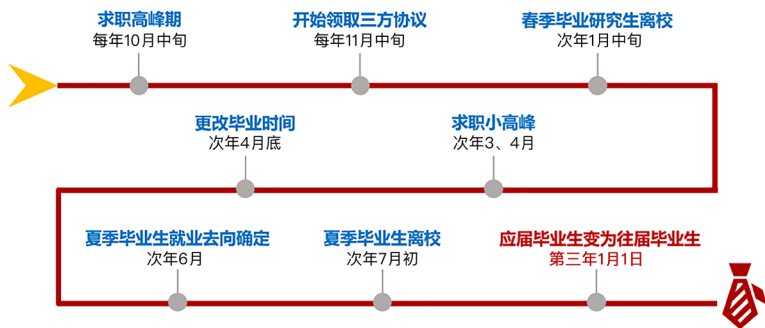 求职高峰期
每年10月中旬
开始领取三方协议
每年11月中旬
春季毕业研究生离校
次年1月中旬
更改毕业时间
次年4月底
求职小高峰
次年3、4月
夏季毕业生就业去向确定
次年6月
夏季毕业生离校
次年7月初
应届毕业生变为往届毕业生
第三年1月1日